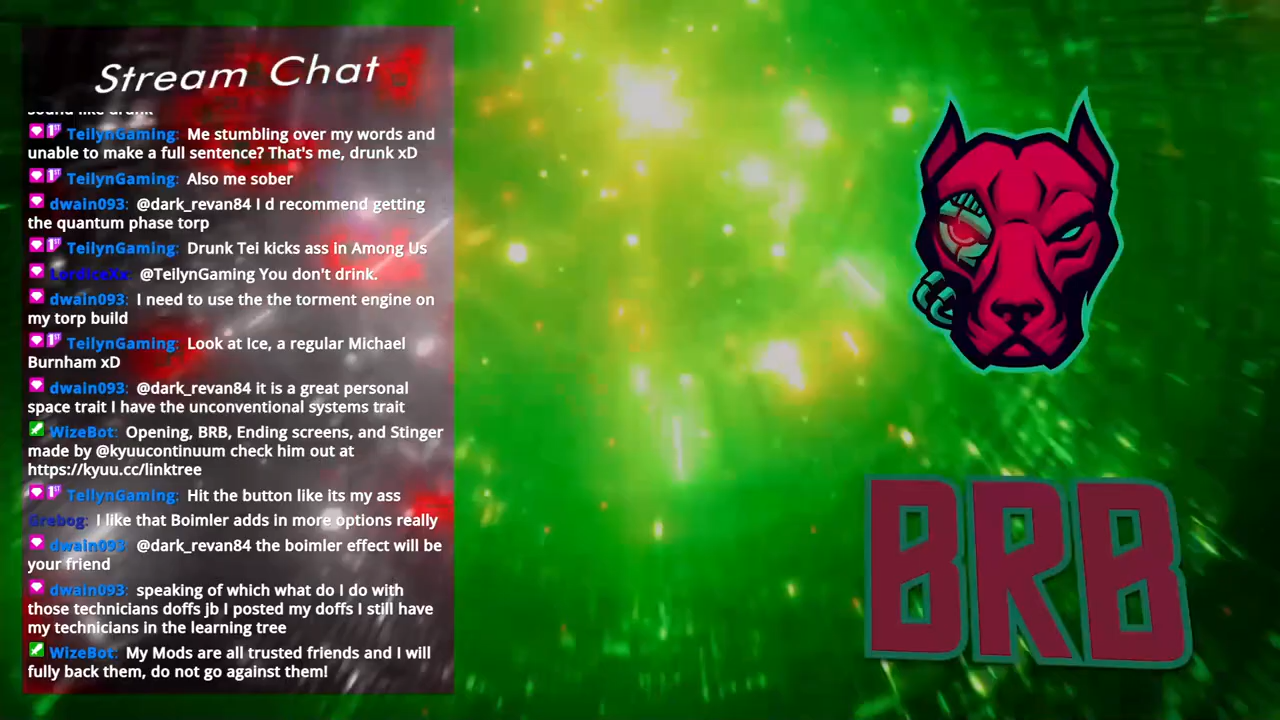 Stream Chat
sound like drunk
TeilynGaming: Me stumbling over my words and
unable to make a full sentence? That's me, drunk xD
TeilynGaming: Also me sober
dwain093: @dark_revan84 I d recommend getting
the quantum phase torp
TeilynGaming: Drunk Tei kicks ass in Among Us
LordIceXx: @TeilynGaming You don't drink.
dwain093: I need to use the the torment engine on
my torp build
TeilynGaming: Look at Ice, a regular Michael
Burnham xD
dwain093: @dark_revan84 it is a great personal
space trait I have the unconventional systems trait
WizeBot: Opening, BRB, Ending screens, and Stinger
made by @kyuucontinuum check him out at
https://kyuu.cc/linktree
TeilynGaming: Hit the button like its my ass
Grebog: I like that Boimler adds in more options really
dwain093: @dark_revan84 the boimler effect will be
your friend
dwain093: speaking of which what do I do with
those technicians doffs jb I posted my doffs I still have
my technicians in the learning tree
WizeBot: My Mods are all trusted friends and I will
fully back them, do not go against them!
BRB